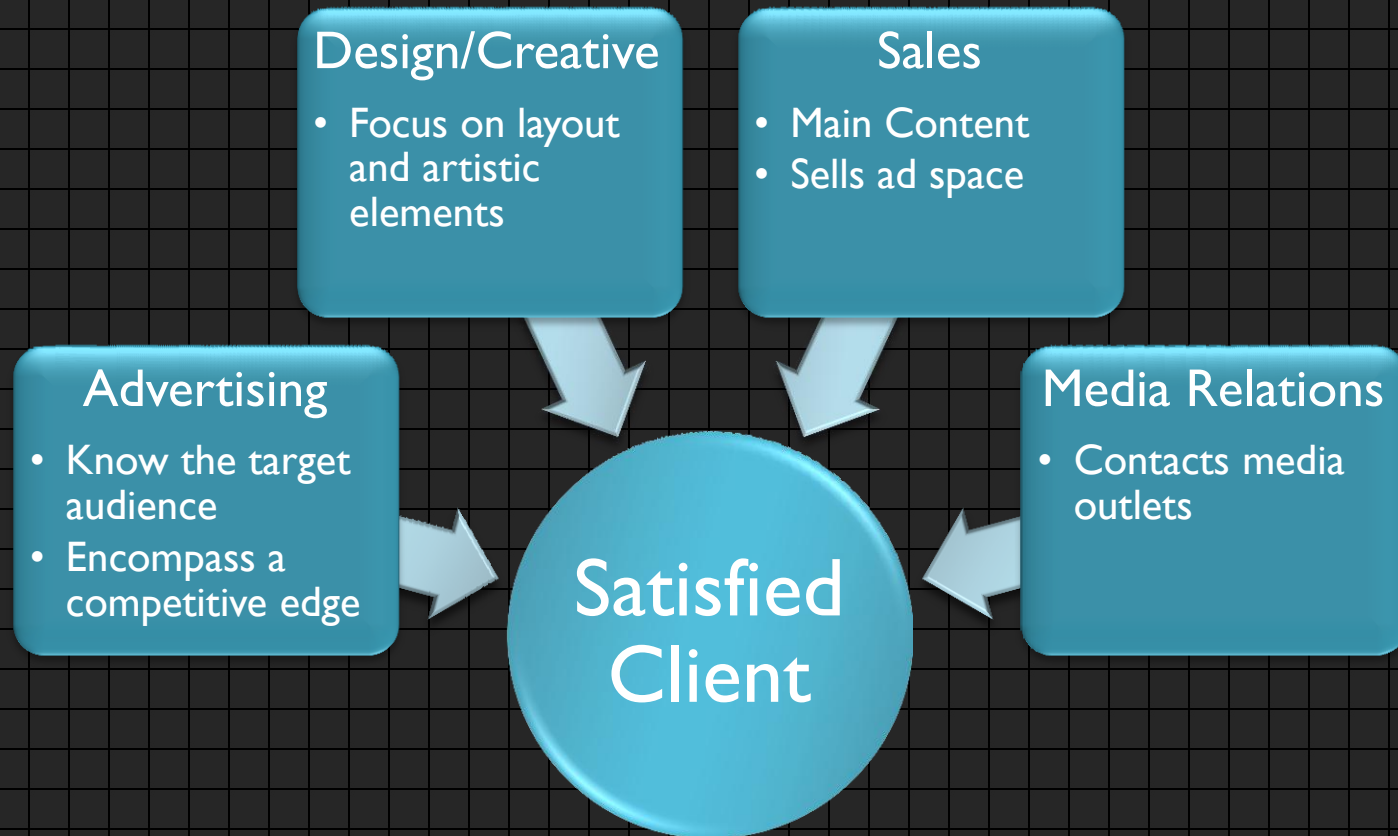 Design/Creative
• Focus on layout
and artistic
elements
Sales
• Main Content
• Sells ad space
Advertising
• Know the target
audience
• Encompass a
competitive edge
Media Relations
• Contacts media
outlets
Satisfied
Client